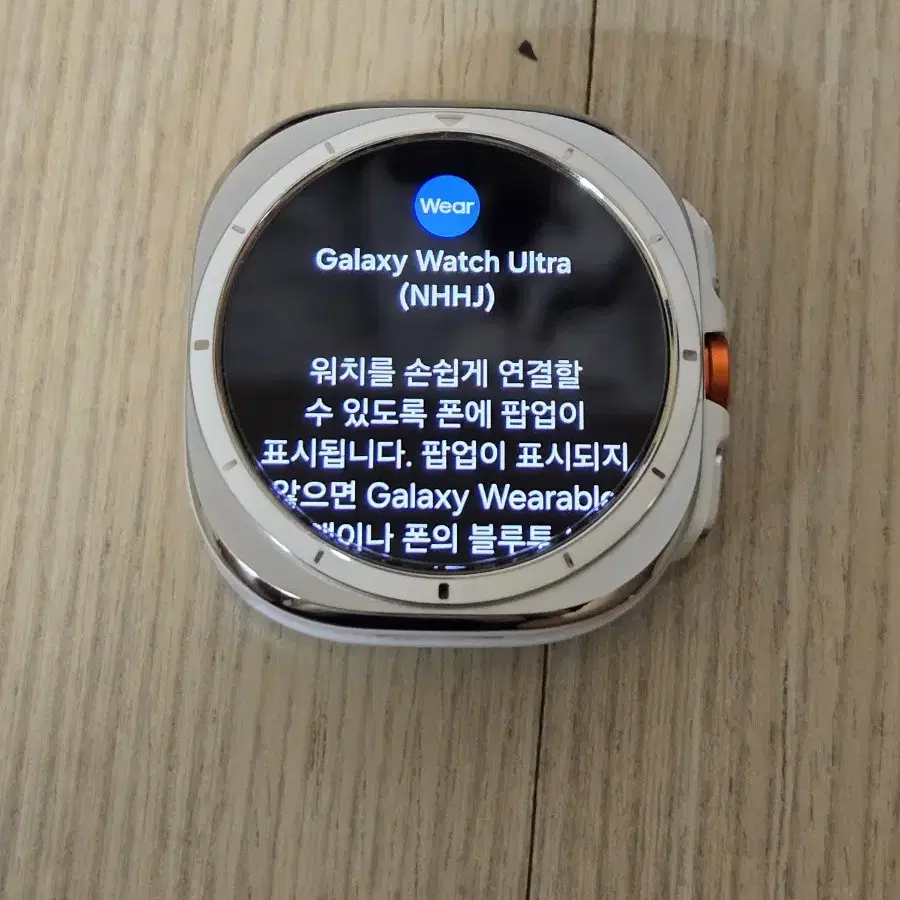 Wear
Galaxy Watch Ultra
(NHHJ)
워치를 손쉽게 연결할
수 있도록 폰에 팝업이
표시됩니다. 팝업이 표시되지
않으면 Galaxy Wearable
폰의